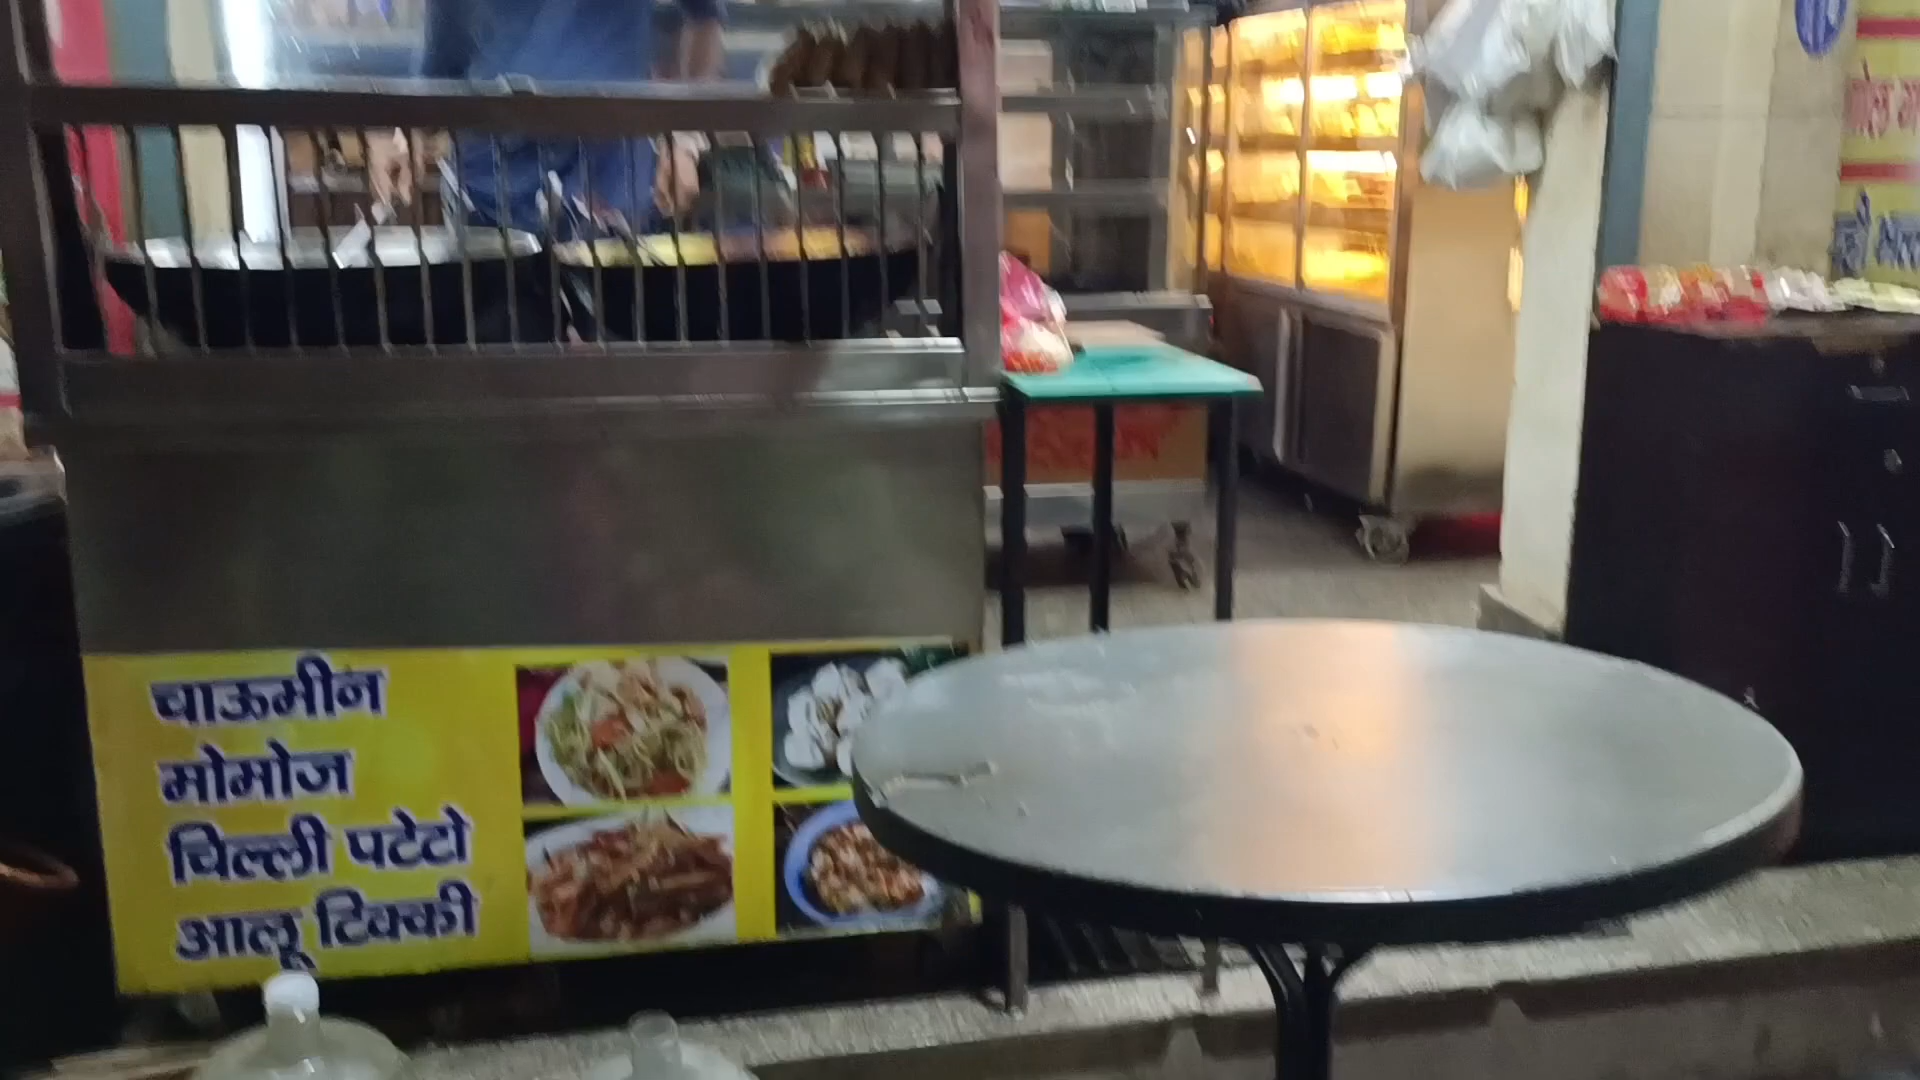 चाऊमीन
मोमोज
चिल्ली पटेटो
आलू टिक्की